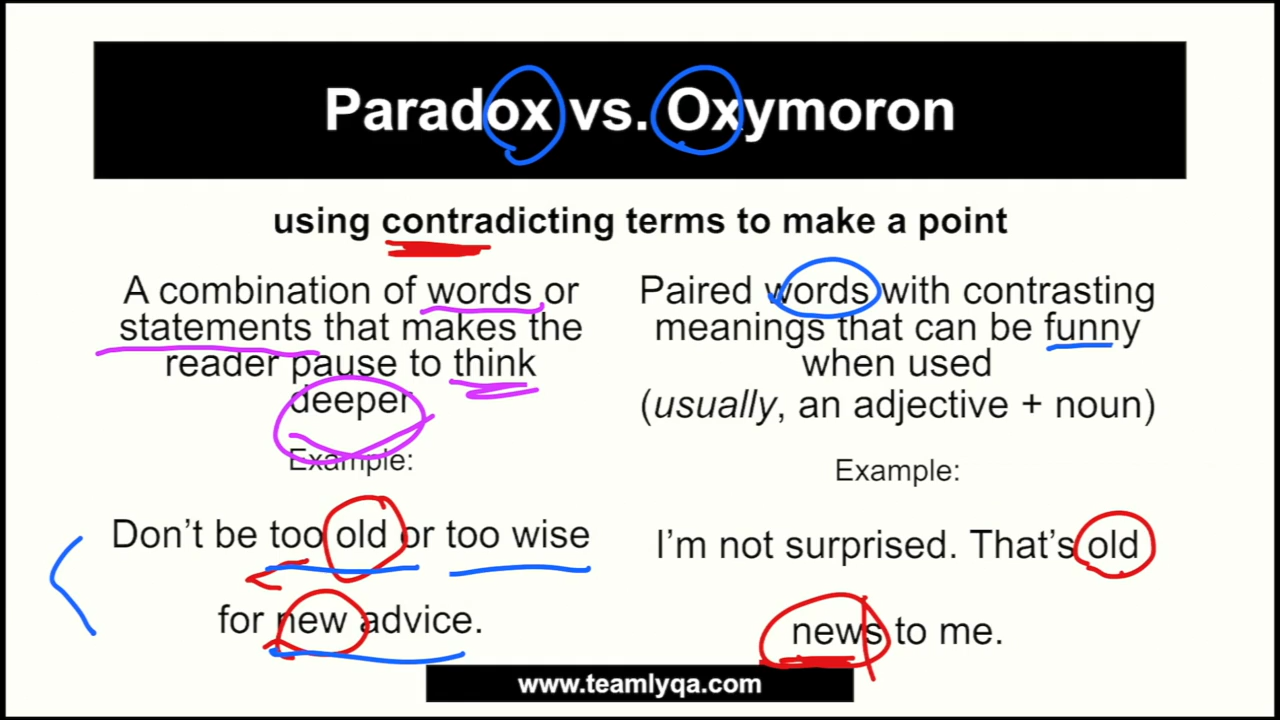 Paradox vs. Oxymoron
using contradicting terms to make a point
A combination of words or
statements that makes the
reader pause to think
deeper
Example:
Don't be too old or too wise
for new advice.
Paired words with contrasting
meanings that can be funny
when used
(usually, an adjective + noun)
Example:
I'm not surprised. That's old
news to me.
www.teamlyqa.com